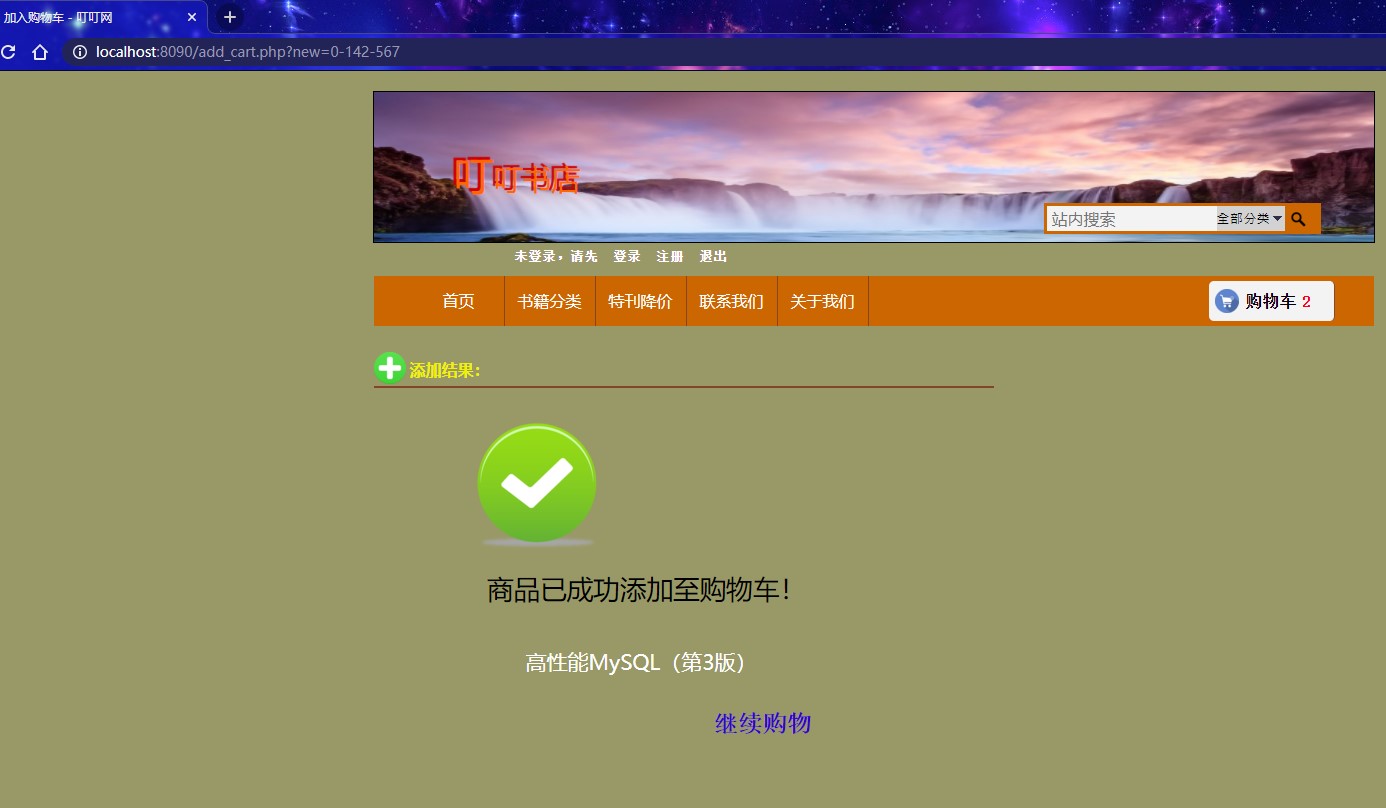 加入购物车 - 叮叮网
localhost:8090/add_cart.php?new=0-142-567
叮叮书店
站内搜索 全部分类
未登录，请先 登录 注册 退出
首页 书籍分类 特刊降价 联系我们 关于我们 购物车 2
添加结果：
商品已成功添加至购物车！
高性能MySQL（第3版）
继续购物